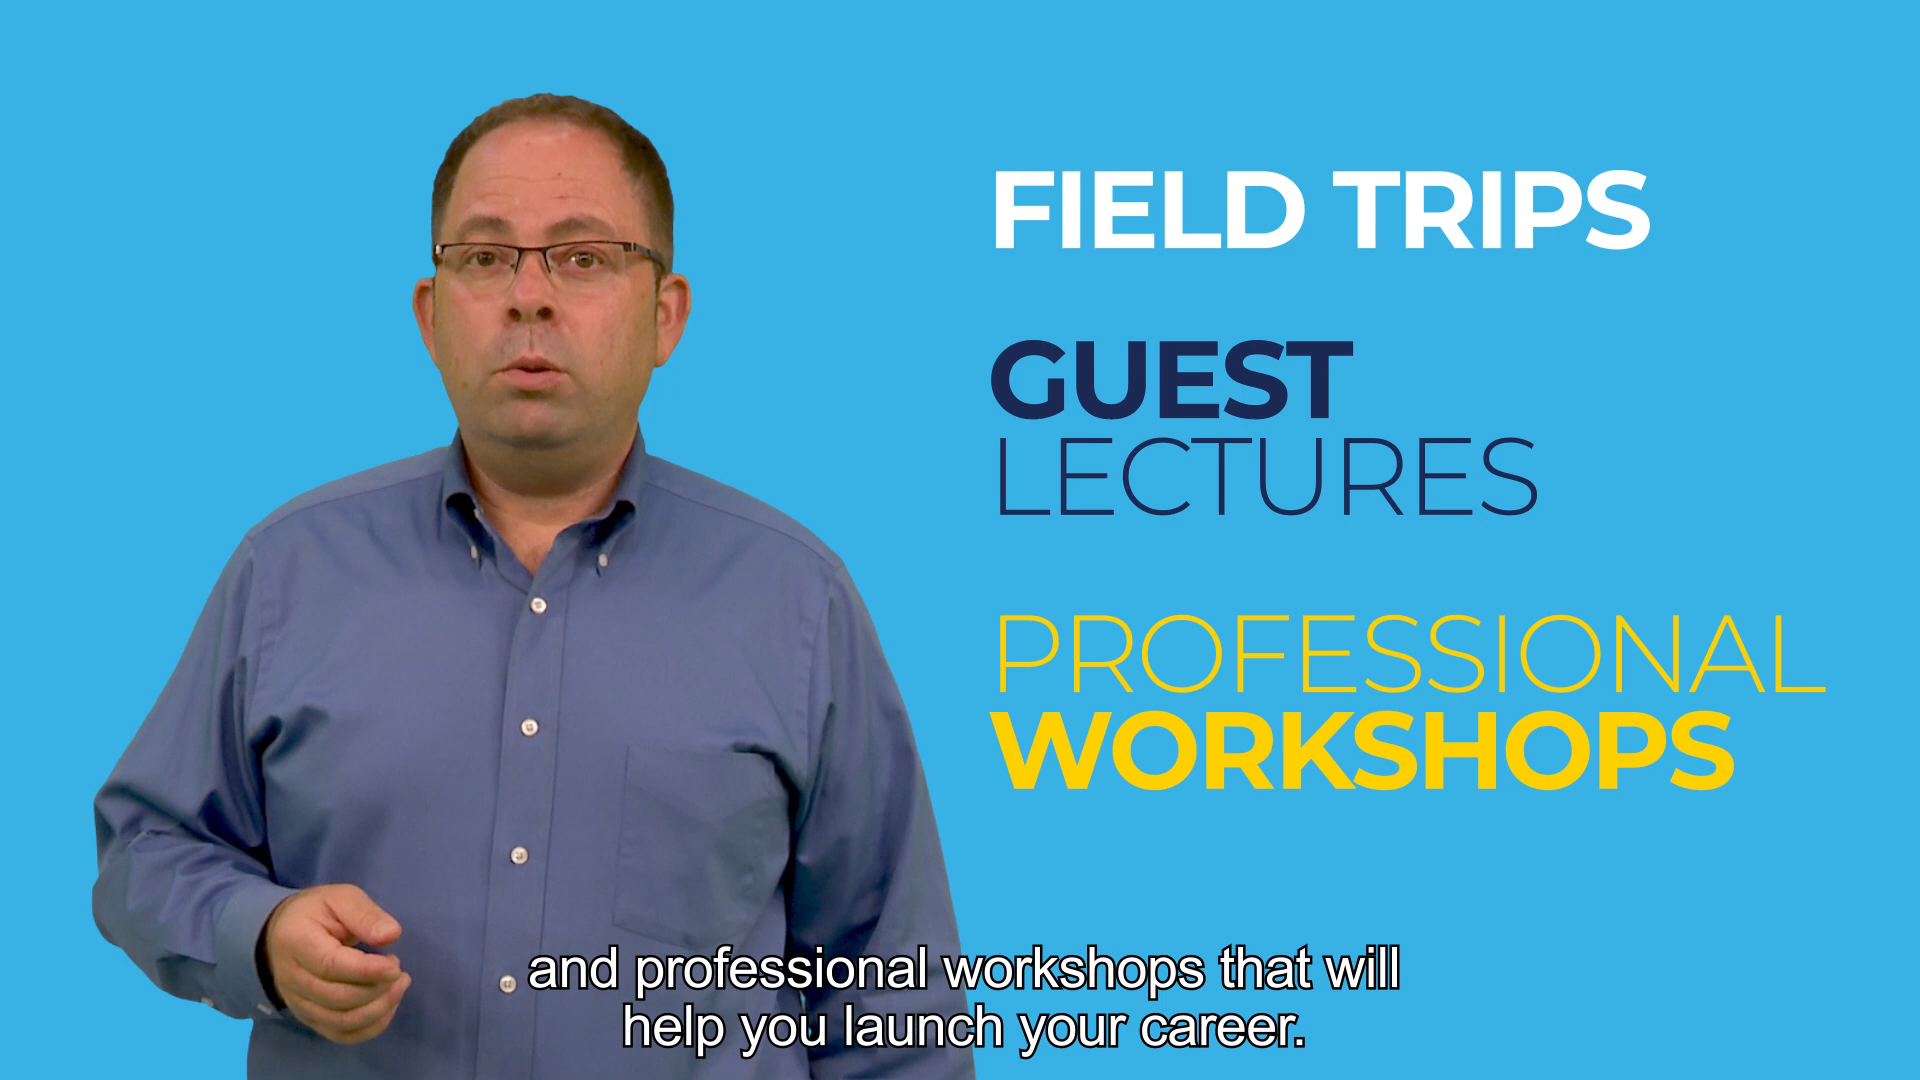 FIELD TRIPS
GUEST
LECTURES
PROFESSIONAL
WORKSHOPS
and professional workshops that will
help you launch your career.